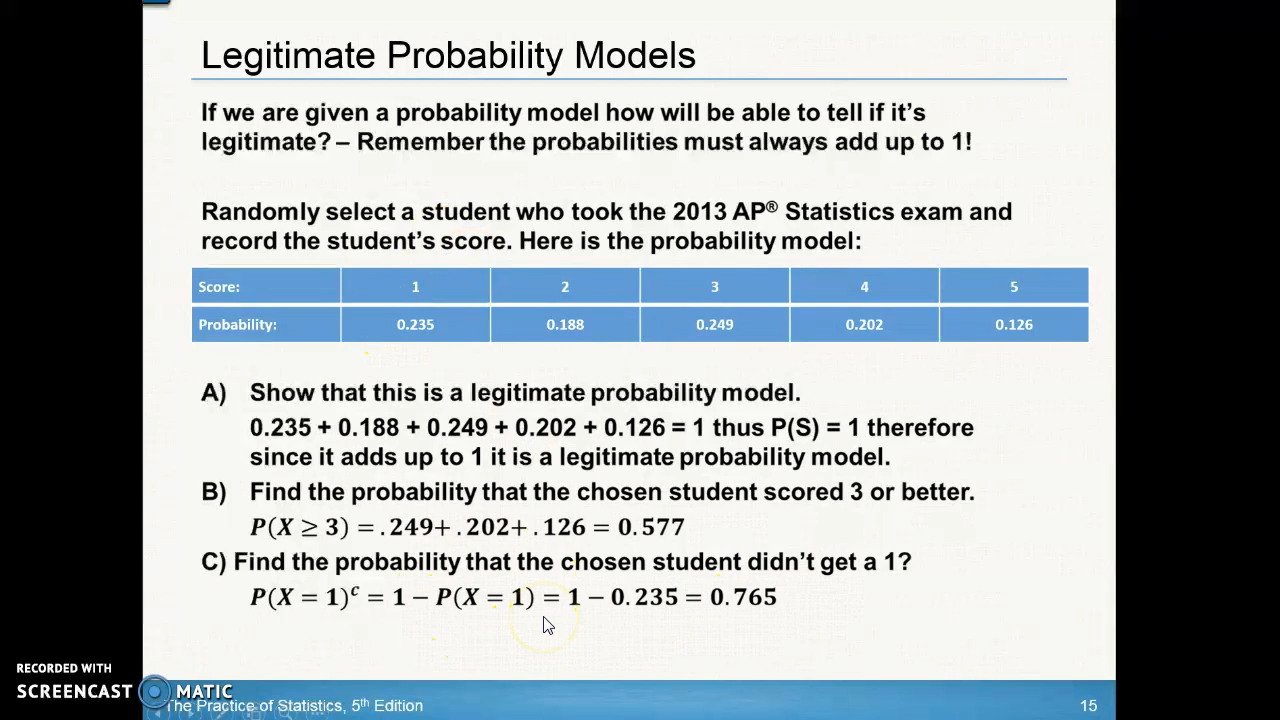 Legitimate Probability Models
If we are given a probability model how will be able to tell if it's
legitimate? – Remember the probabilities must always add up to 1!
Randomly select a student who took the 2013 AP® Statistics exam and
record the student's score. Here is the probability model:
Score: 1 2 3 4 5
Probability: 0.235 0.188 0.249 0.202 0.126
A) Show that this is a legitimate probability model.
0.235 + 0.188 + 0.249 + 0.202 + 0.126 = 1 thus P(S) = 1 therefore
since it adds up to 1 it is a legitimate probability model.
B) Find the probability that the chosen student scored 3 or better.
P(X ≥ 3) = .249+ .202+ .126 = 0.577
C) Find the probability that the chosen student didn't get a 1?
P(X = 1)ᶜ = 1 − P(X = 1) = 1 − 0.235 = 0.765
RECORDED WITH
SCREENCAST MATIC
The Practice of Statistics, 5th Edition
15